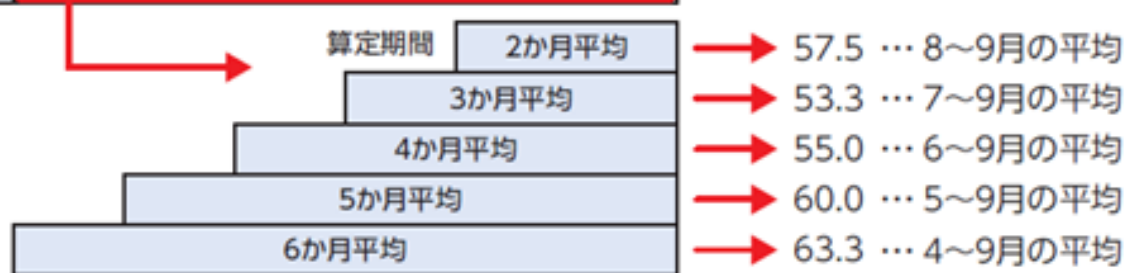 算定期間 2か月平均 57.5 … 8～9月の平均
3か月平均 53.3 … 7～9月の平均
4か月平均 55.0 … 6～9月の平均
5か月平均 60.0 … 5～9月の平均
6か月平均 63.3 … 4～9月の平均